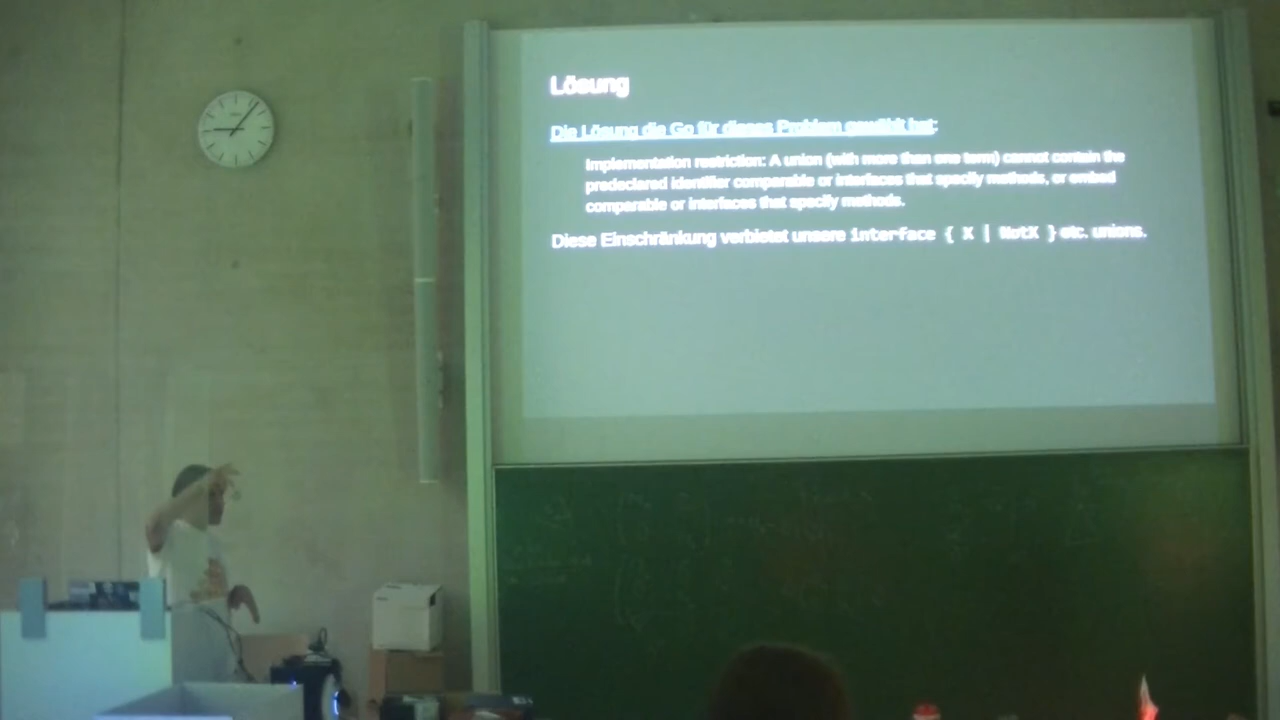 Lösung
Die Lösung die Go für dieses Problem gewählt hat:
Implementation restriction: A union (with more than one term) cannot contain the
predeclared identifier comparable or interfaces that specify methods, or embed
comparable or interfaces that specify methods.
Diese Einschränkung verbietet unsere interface { X | NotX } etc. unions.